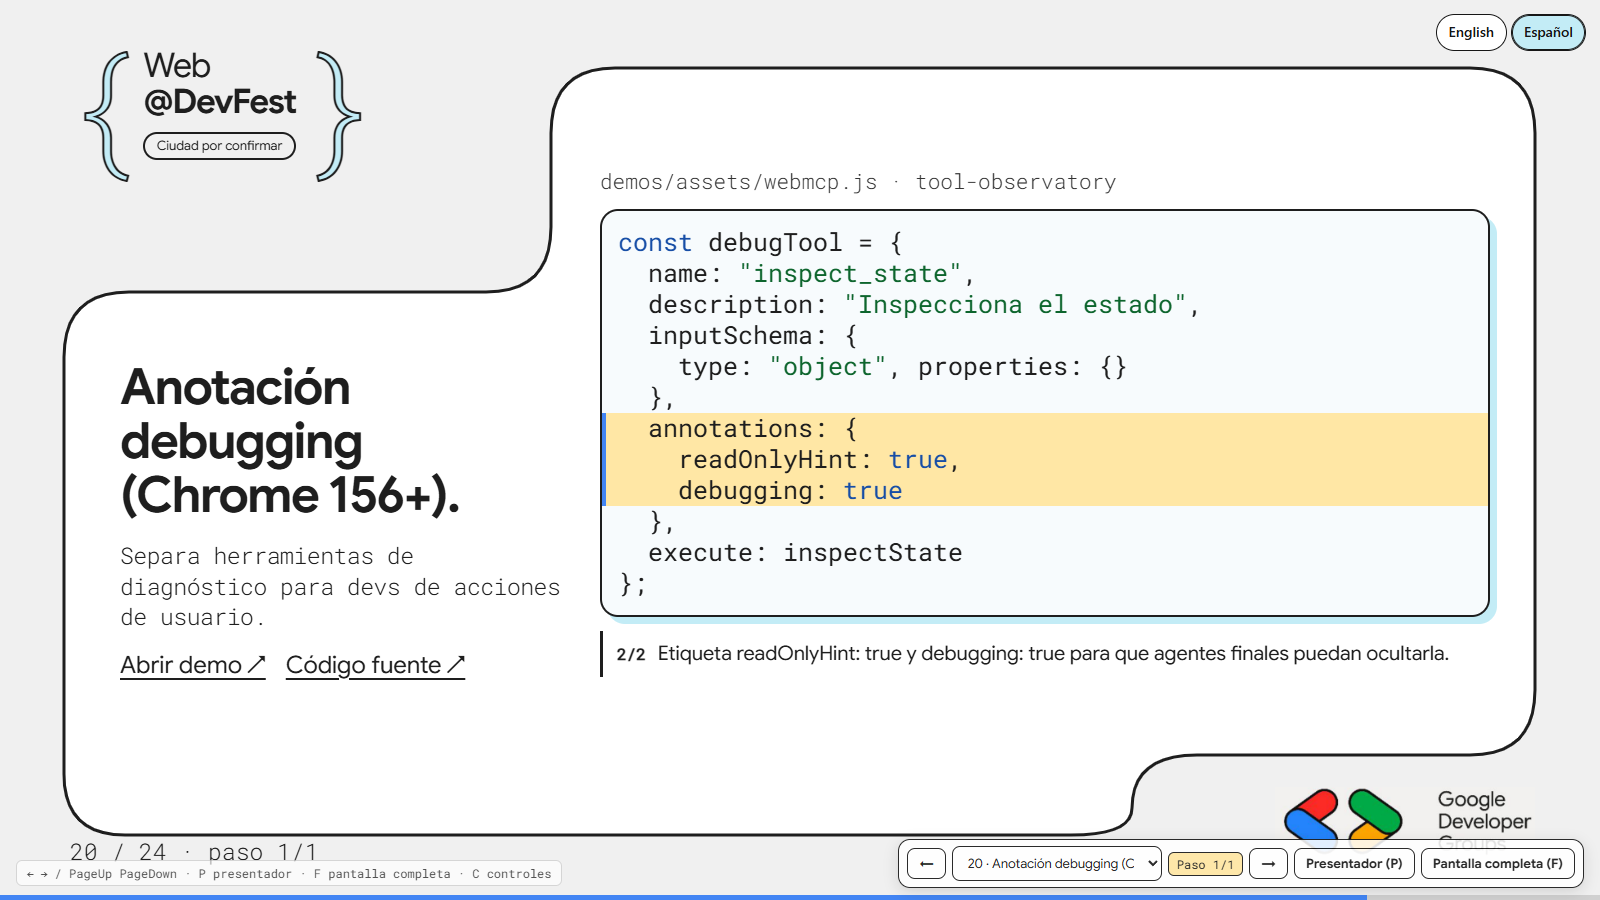 English
Español
Web
@DevFest
Ciudad por confirmar
demos/assets/webmcp.js · tool-observatory
const debugTool = {
  name: "inspect_state",
  description: "Inspecciona el estado",
  inputSchema: {
    type: "object", properties: {}
  },
  annotations: {
    readOnlyHint: true,
    debugging: true
  },
  execute: inspectState
};
2/2 Etiqueta readOnlyHint: true y debugging: true para que agentes finales puedan ocultarla.
Anotación
debugging
(Chrome 156+).
Separa herramientas de
diagnóstico para devs de acciones
de usuario.
Abrir demo ↗ Código fuente ↗
Google
Developer
Groups
20 / 24 · paso 1/1
← → / PageUp PageDown · P presentador · F pantalla completa · C controles
←
20 · Anotación debugging (C
Paso 1/1
→
Presentador (P)
Pantalla completa (F)